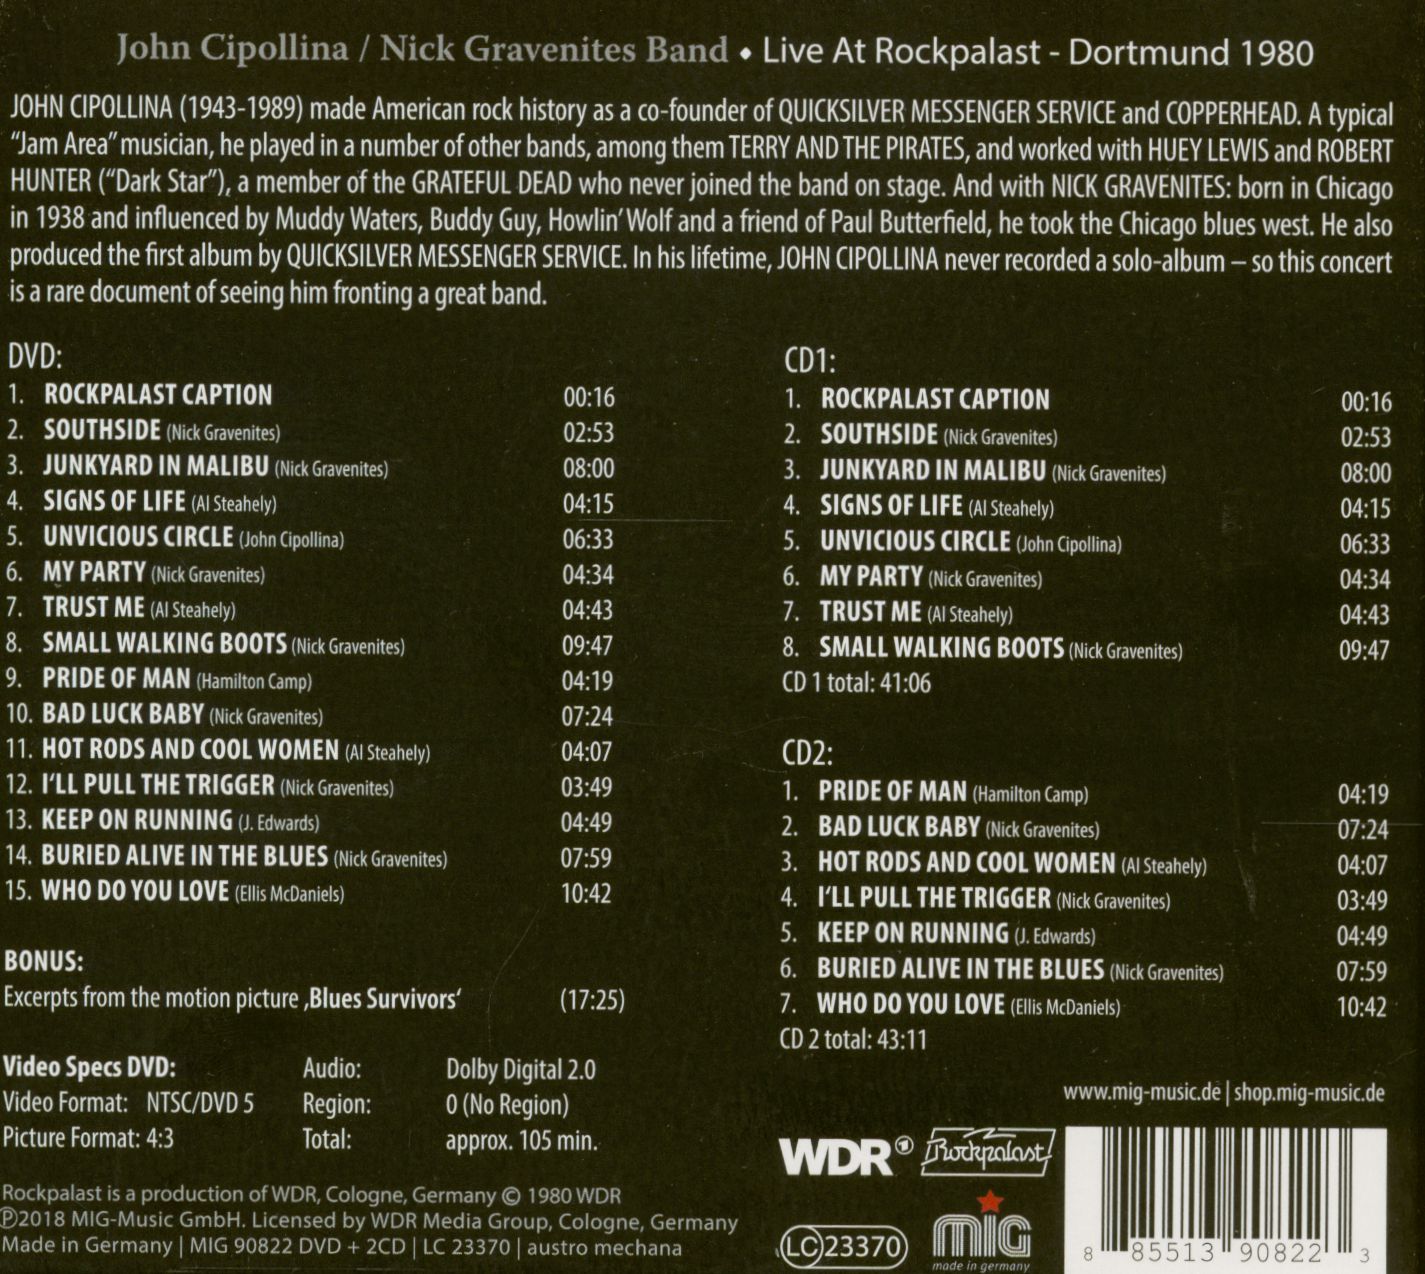 John Cipollina / Nick Gravenites Band • Live At Rockpalast - Dortmund 1980
JOHN CIPOLLINA (1943-1989) made American rock history as a co-founder of QUICKSILVER MESSENGER SERVICE and COPPERHEAD. A typical
"Jam Area" musician, he played in a number of other bands, among them TERRY AND THE PIRATES, and worked with HUEY LEWIS and ROBERT
HUNTER ("Dark Star"), a member of the GRATEFUL DEAD who never joined the band on stage. And with NICK GRAVENITES: born in Chicago
in 1938 and influenced by Muddy Waters, Buddy Guy, Howlin' Wolf and a friend of Paul Butterfield, he took the Chicago blues west. He also
produced the first album by QUICKSILVER MESSENGER SERVICE. In his lifetime, JOHN CIPOLLINA never recorded a solo-album – so this concert
is a rare document of seeing him fronting a great band.
DVD:
1. ROCKPALAST CAPTION 00:16
2. SOUTHSIDE (Nick Gravenites) 02:53
3. JUNKYARD IN MALIBU (Nick Gravenites) 08:00
4. SIGNS OF LIFE (Al Steahely) 04:15
5. UNVICIOUS CIRCLE (John Cipollina) 06:33
6. MY PARTY (Nick Gravenites) 04:34
7. TRUST ME (Al Steahely) 04:43
8. SMALL WALKING BOOTS (Nick Gravenites) 09:47
9. PRIDE OF MAN (Hamilton Camp) 04:19
10. BAD LUCK BABY (Nick Gravenites) 07:24
11. HOT RODS AND COOL WOMEN (Al Steahely) 04:07
12. I'LL PULL THE TRIGGER (Nick Gravenites) 03:49
13. KEEP ON RUNNING (J. Edwards) 04:49
14. BURIED ALIVE IN THE BLUES (Nick Gravenites) 07:59
15. WHO DO YOU LOVE (Ellis McDaniels) 10:42
BONUS:
Excerpts from the motion picture ‚Blues Survivors‘ (17:25)
Video Specs DVD: Audio: Dolby Digital 2.0
Video Format: NTSC/DVD 5 Region: 0 (No Region)
Picture Format: 4:3 Total: approx. 105 min.
Rockpalast is a production of WDR, Cologne, Germany © 1980 WDR
℗2018 MIG-Music GmbH. Licensed by WDR Media Group, Cologne, Germany
Made in Germany | MIG 90822 DVD + 2CD | LC 23370 | austro mechana
CD1:
1. ROCKPALAST CAPTION 00:16
2. SOUTHSIDE (Nick Gravenites) 02:53
3. JUNKYARD IN MALIBU (Nick Gravenites) 08:00
4. SIGNS OF LIFE (Al Steahely) 04:15
5. UNVICIOUS CIRCLE (John Cipollina) 06:33
6. MY PARTY (Nick Gravenites) 04:34
7. TRUST ME (Al Steahely) 04:43
8. SMALL WALKING BOOTS (Nick Gravenites) 09:47
CD 1 total: 41:06
CD2:
1. PRIDE OF MAN (Hamilton Camp) 04:19
2. BAD LUCK BABY (Nick Gravenites) 07:24
3. HOT RODS AND COOL WOMEN (Al Steahely) 04:07
4. I'LL PULL THE TRIGGER (Nick Gravenites) 03:49
5. KEEP ON RUNNING (J. Edwards) 04:49
6. BURIED ALIVE IN THE BLUES (Nick Gravenites) 07:59
7. WHO DO YOU LOVE (Ellis McDaniels) 10:42
CD 2 total: 43:11
www.mig-music.de | shop.mig-music.de
WDR Rockpalast
LC 23370 MIG
made in germany
8 85513 90822 3